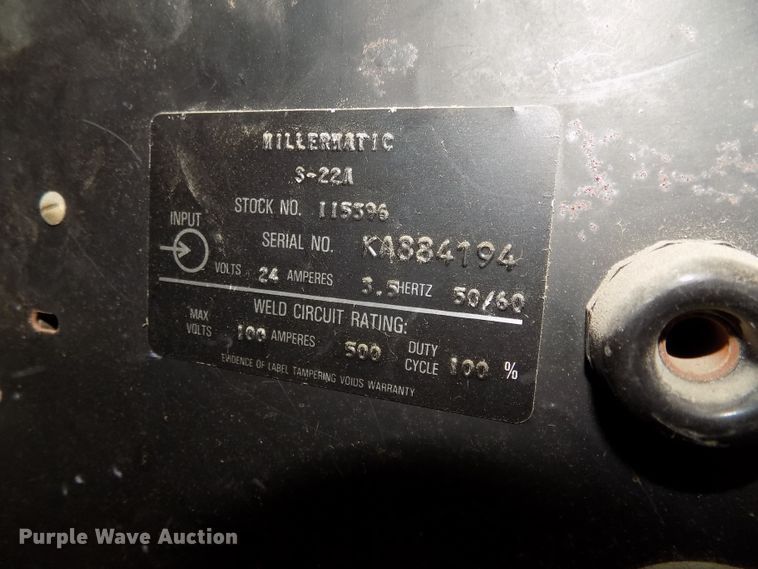 MILLERMATIC
S-22A
STOCK NO. 115396
INPUT SERIAL NO. KA884194
VOLTS 24 AMPERES 3.5 HERTZ 50/60
WELD CIRCUIT RATING:
MAX VOLTS 100 AMPERES 500 DUTY CYCLE 100 %
EVIDENCE OF LABEL TAMPERING VOIDS WARRANTY
Purple Wave Auction